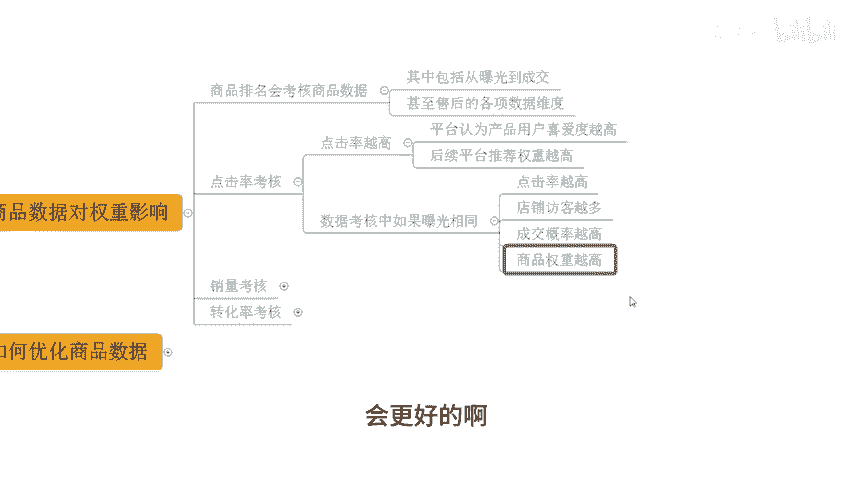 bilibili
商品排名会考核商品数据
其中包括从曝光到成交
甚至售后的各项数据维度
点击率越高
平台认为产品用户喜爱度越高
后续平台推荐权重越高
点击率考核
点击率越高
店铺访客越多
数据考核中如果曝光相同
成交概率越高
商品权重越高
商品数据对权重影响
销量考核
转化率考核
如何优化商品数据
会更好的啊